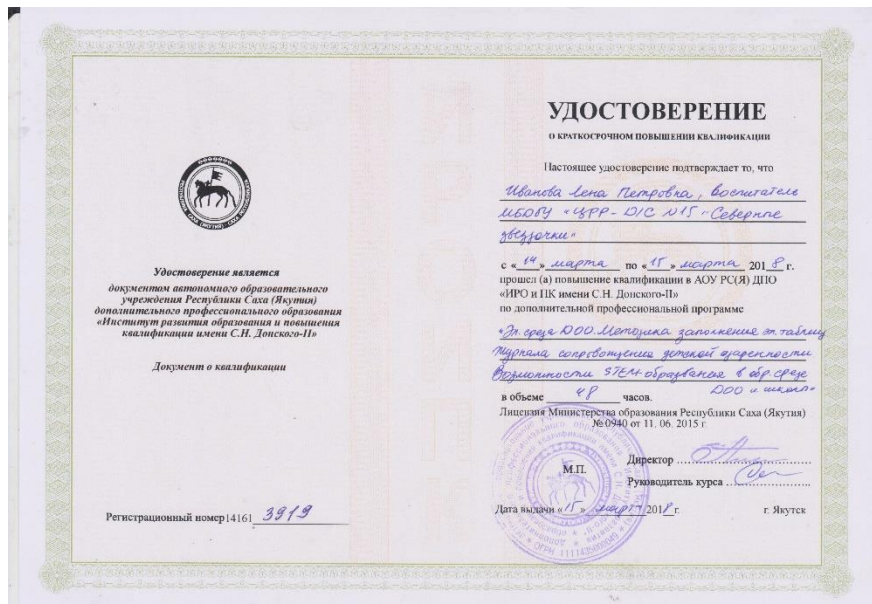 Удостоверение является
документом автономного образовательного
учреждения Республики Саха (Якутия)
дополнительного профессионального образования
«Институт развития образования и повышения
квалификации имени С.Н. Донского-II»
Документ о квалификации
Регистрационный номер14161 3919
УДОСТОВЕРЕНИЕ
О КРАТКОСРОЧНОМ ПОВЫШЕНИИ КВАЛИФИКАЦИИ
Настоящее удостоверение подтверждает то, что
Иванова Лена Петровна, воспитатель
МБДОУ "ЦРР - Д/С N15 "Северные
звездочки"
с «14» марта по «15» марта 2018 г.
прошел (а) повышение квалификации в АОУ РС(Я) ДПО
«ИРО и ПК имени С.Н. Донского-II»
по дополнительной профессиональной программе
"Эл. среда ДОО. Методика заполнения эл. таблиц
Журнала сопровождения детской одаренности
Возможности STEM-образования в обр. среде
ДОО и школы"
в объеме 48 часов.
Лицензия Министерства образования Республики Саха (Якутия)
№ 0940 от 11. 06. 2015 г.
М.П.
Директор
Руководитель курса
Дата выдачи «15» март 2018 г. г. Якутск
ОГРН